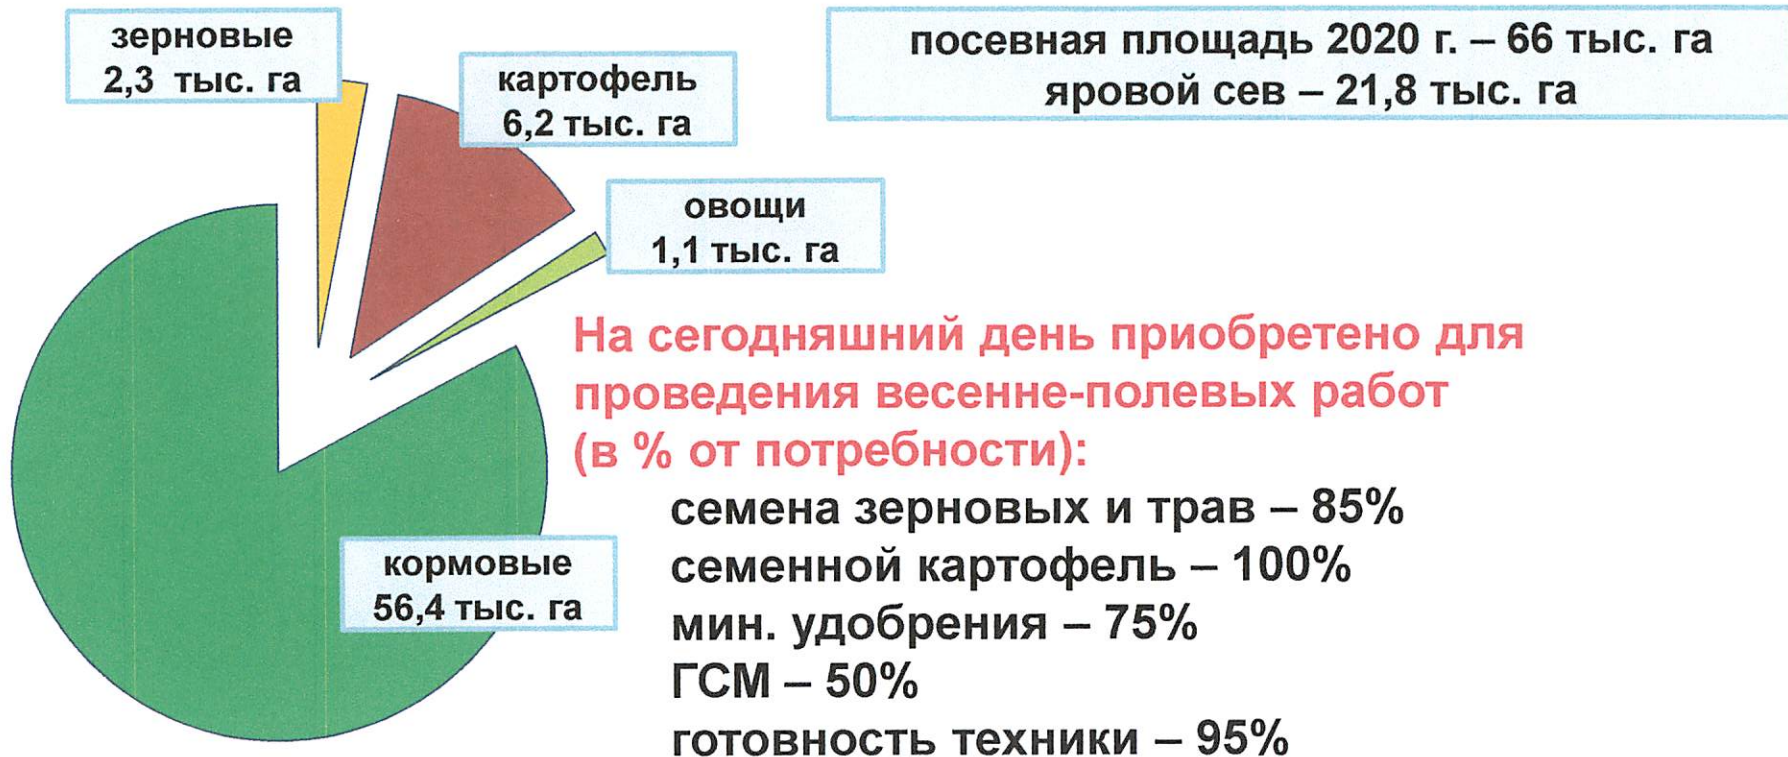 зерновые
2,3 тыс. га
картофель
6,2 тыс. га
посевная площадь 2020 г. – 66 тыс. га
яровой сев – 21,8 тыс. га
овощи
1,1 тыс. га
кормовые
56,4 тыс. га
На сегодняшний день приобретено для
проведения весенне-полевых работ
(в % от потребности):
семена зерновых и трав – 85%
семенной картофель – 100%
мин. удобрения – 75%
ГСМ – 50%
готовность техники – 95%